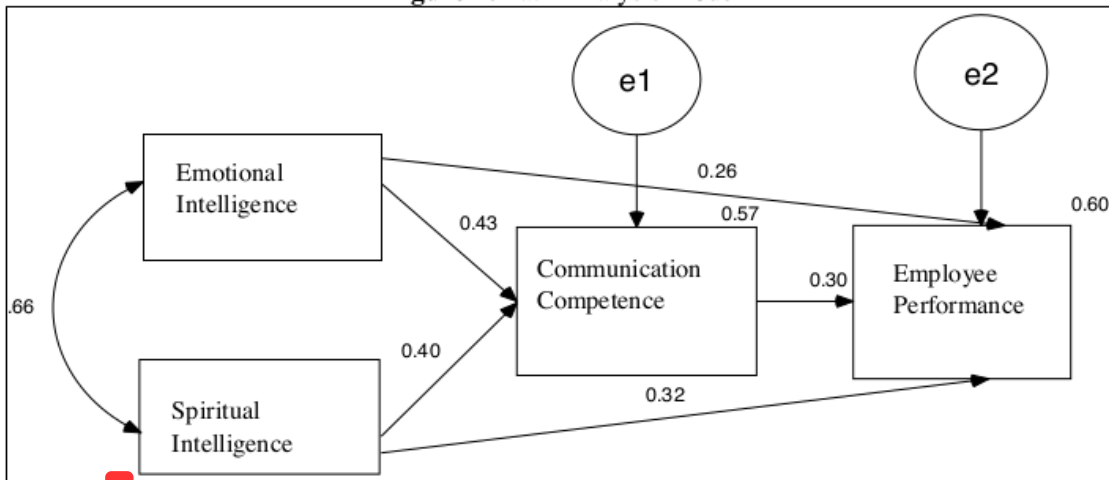 e1
e2
Emotional
Intelligence
0.26
0.43
0.57
0.60
Communication
Competence
0.30
Employee
Performance
.66
0.40
0.32
Spiritual
Intelligence